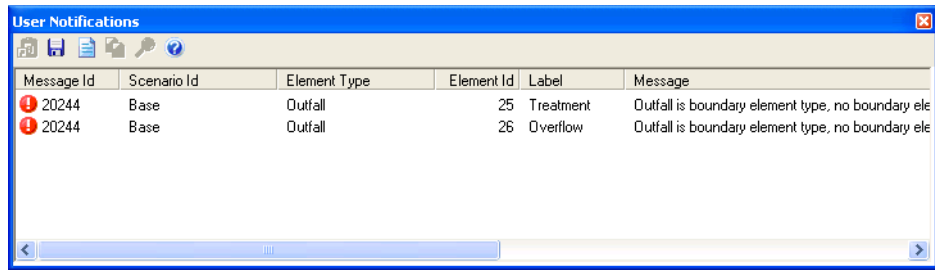 User Notifications
Message Id Scenario Id Element Type Element Id Label Message
20244 Base Outfall 25 Treatment Outfall is boundary element type, no boundary ele
20244 Base Outfall 26 Overflow Outfall is boundary element type, no boundary ele